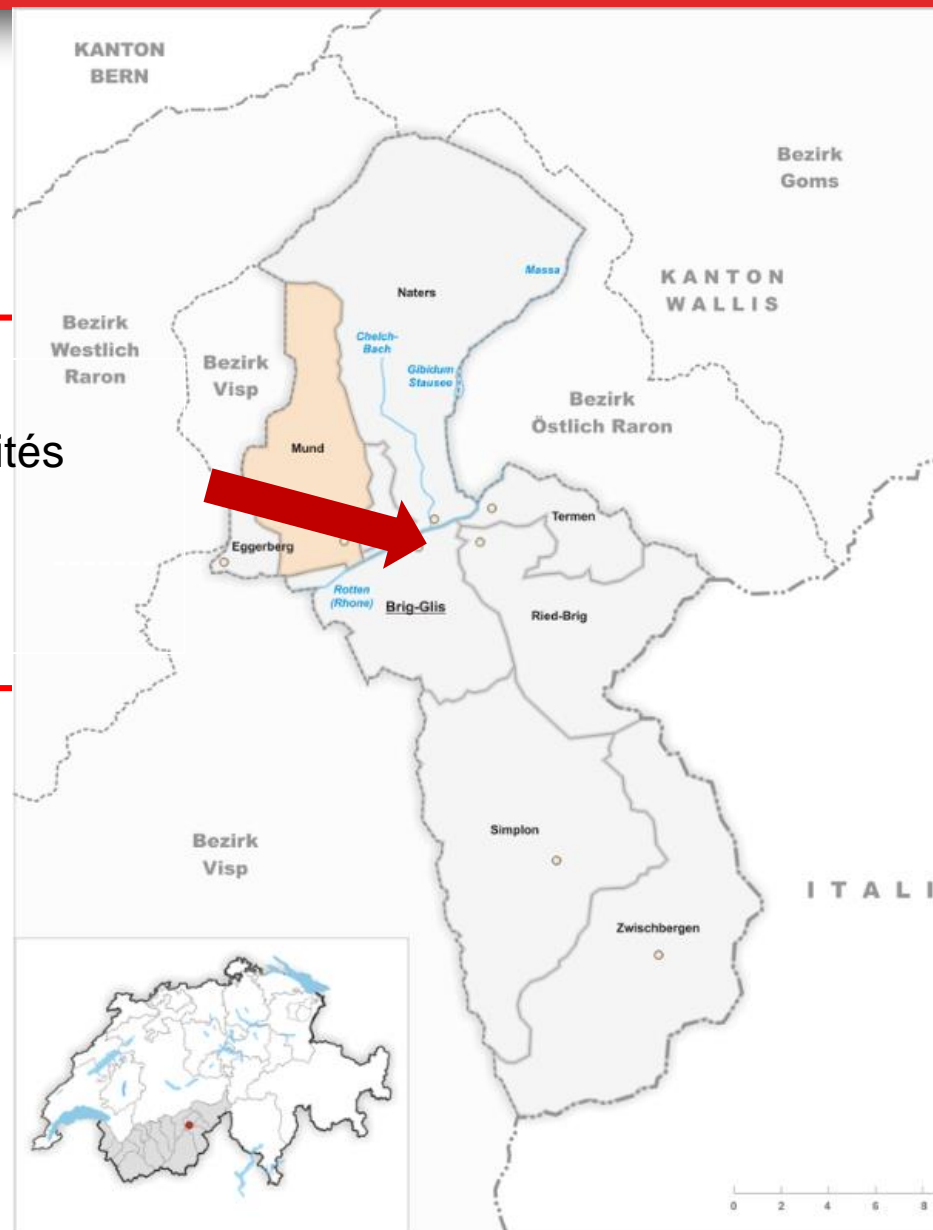 KANTON
BERN
Bezirk
Goms
Massa
KANTON
WALLIS
Naters
Bezirk
Westlich
Raron
Chelch-
Bach
Bezirk
Visp
Gibidum
Stausee
Bezirk
Östlich Raron
ités
Mund
Termen
Eggerberg
Rotten
(Rhone)
Brig-Glis
Ried-Brig
Simplon
Bezirk
Visp
ITALI
Zwischbergen
0 2 4 6 8